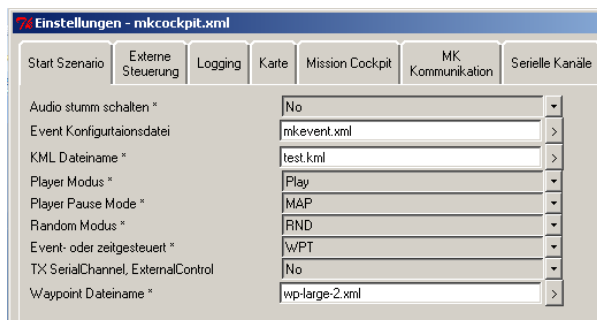 Einstellungen - mkcockpit.xml
Start Szenario
Externe
Steuerung
Logging
Karte
Mission Cockpit
MK
Kommunikation
Serielle Kanäle
Audio stumm schalten * No
Event Konfigurtaionsdatei mkevent.xml >
KML Dateiname * test.kml >
Player Modus * Play
Player Pause Mode * MAP
Random Modus * RND
Event- oder zeitgesteuert * WPT
TX SerialChannel, ExternalControl No
Waypoint Dateiname * wp-large-2.xml >